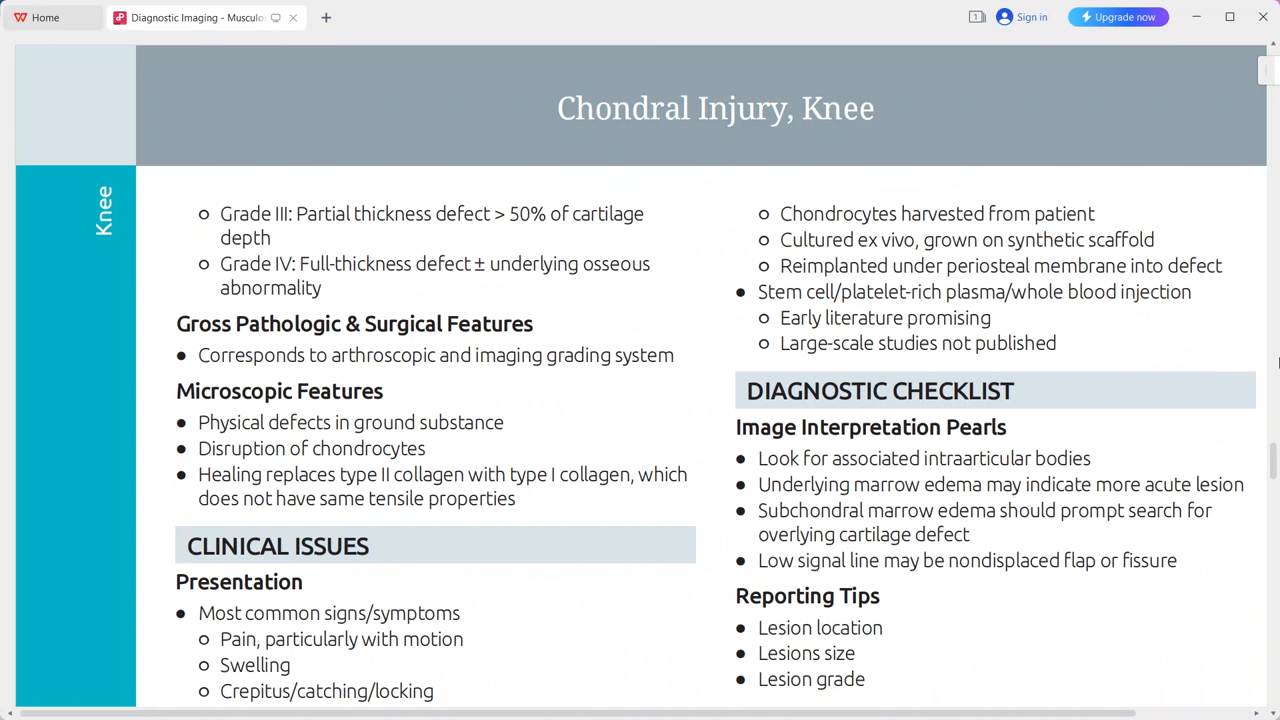 Home
Diagnostic Imaging - Musculos
1
Sign in
Upgrade now
Chondral Injury, Knee
Knee
o Grade III: Partial thickness defect > 50% of cartilage
depth
o Grade IV: Full-thickness defect ± underlying osseous
abnormality
Gross Pathologic & Surgical Features
● Corresponds to arthroscopic and imaging grading system
Microscopic Features
● Physical defects in ground substance
● Disruption of chondrocytes
● Healing replaces type II collagen with type I collagen, which
does not have same tensile properties
CLINICAL ISSUES
Presentation
● Most common signs/symptoms
o Pain, particularly with motion
o Swelling
o Crepitus/catching/locking
o Chondrocytes harvested from patient
o Cultured ex vivo, grown on synthetic scaffold
o Reimplanted under periosteal membrane into defect
● Stem cell/platelet-rich plasma/whole blood injection
o Early literature promising
o Large-scale studies not published
DIAGNOSTIC CHECKLIST
Image Interpretation Pearls
● Look for associated intraarticular bodies
● Underlying marrow edema may indicate more acute lesion
● Subchondral marrow edema should prompt search for
overlying cartilage defect
● Low signal line may be nondisplaced flap or fissure
Reporting Tips
● Lesion location
● Lesions size
● Lesion grade